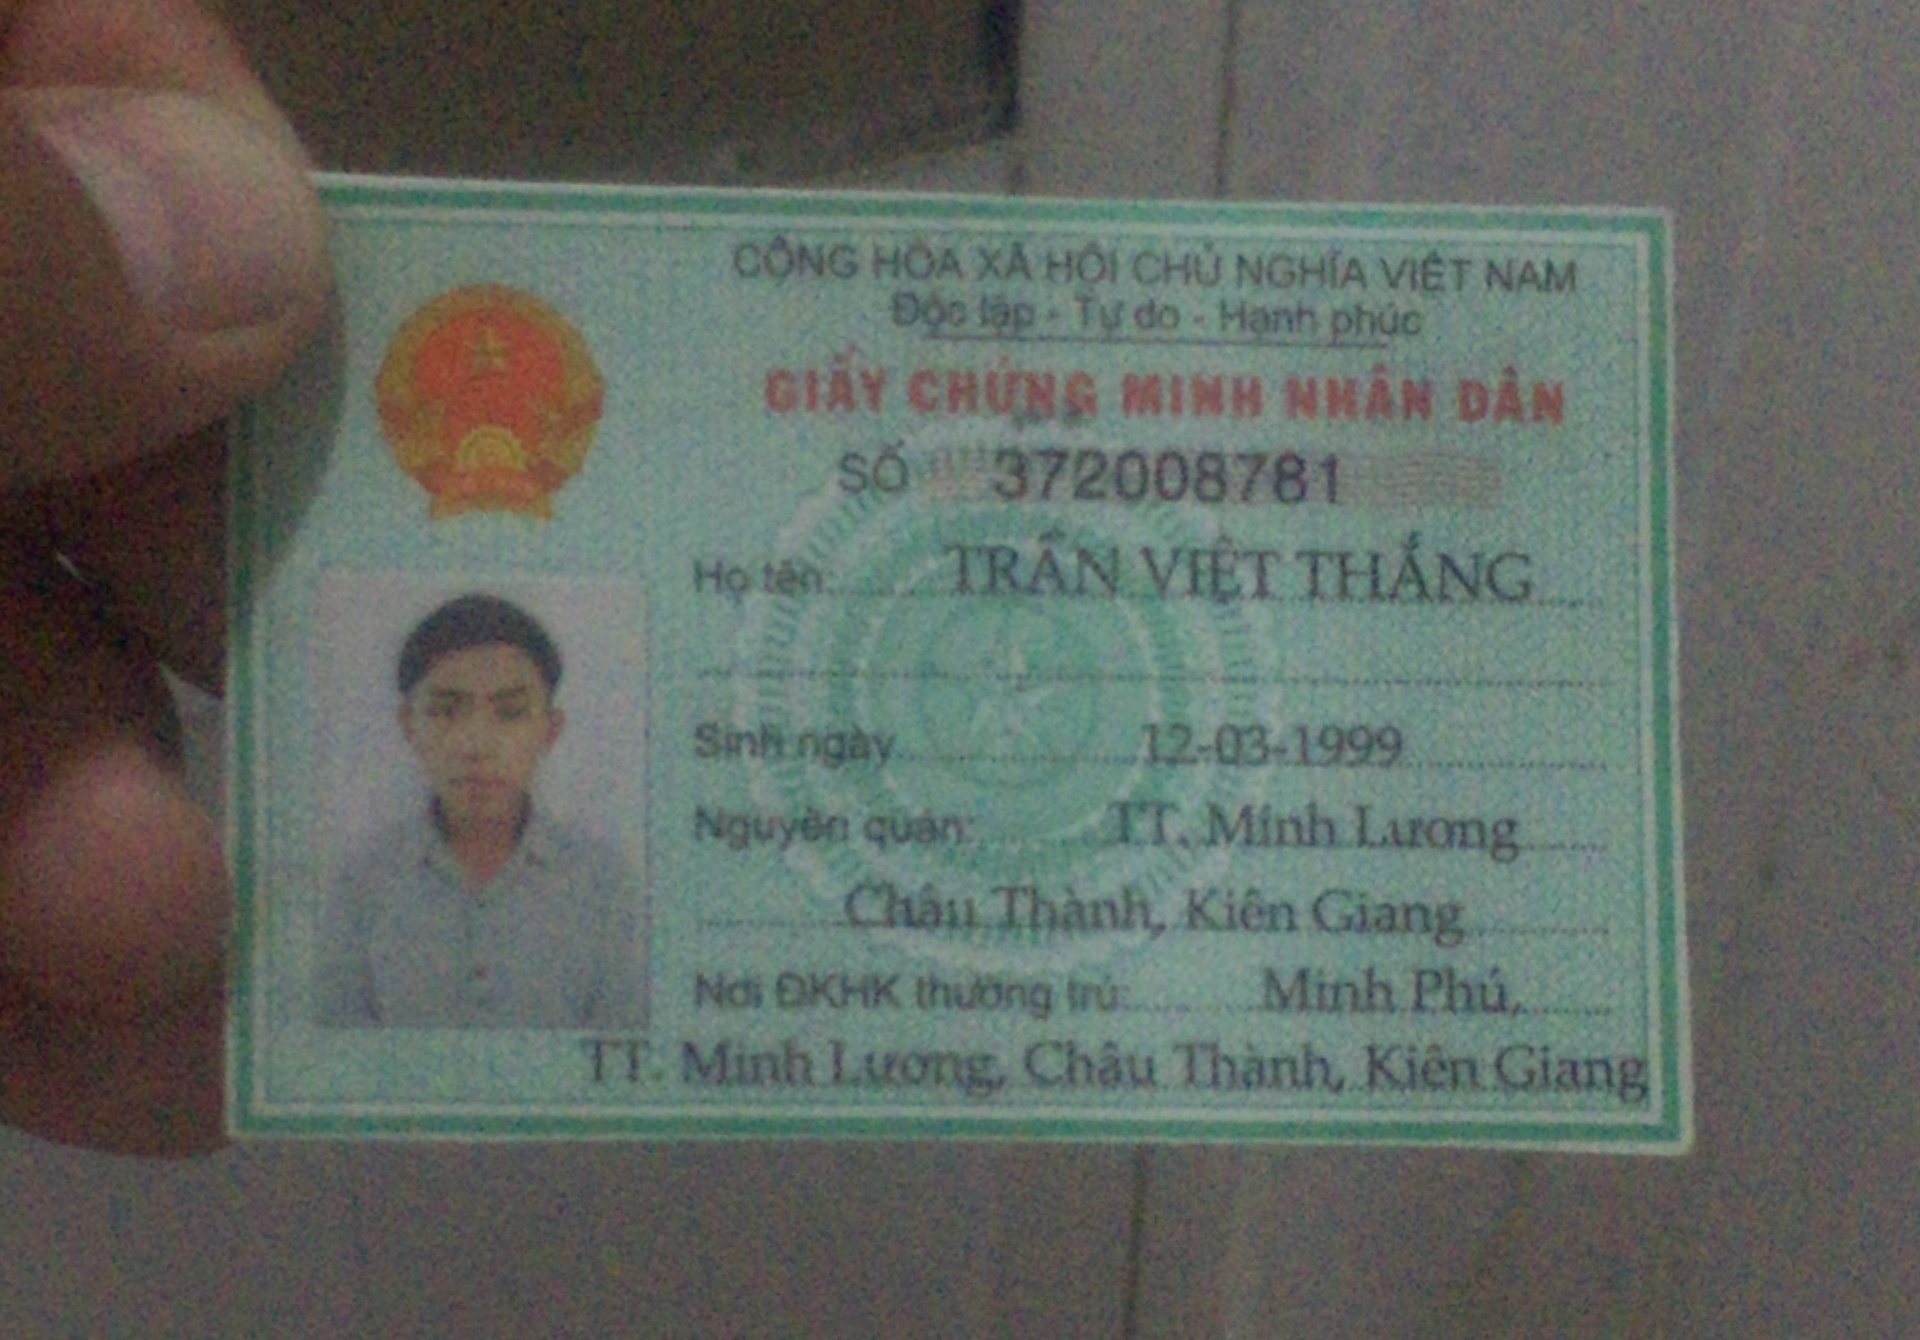 CỘNG HÒA XÃ HỘI CHỦ NGHĨA VIỆT NAM
Độc lập - Tự do - Hạnh phúc
GIẤY CHỨNG MINH NHÂN DÂN
SỐ 372008781
Họ tên: TRẦN VIỆT THẮNG
Sinh ngày 12-03-1999
Nguyên quán: TT. Minh Lương
Châu Thành, Kiên Giang
Nơi ĐKHK thường trú: Minh Phú,
TT. Minh Lương, Châu Thành, Kiên Giang